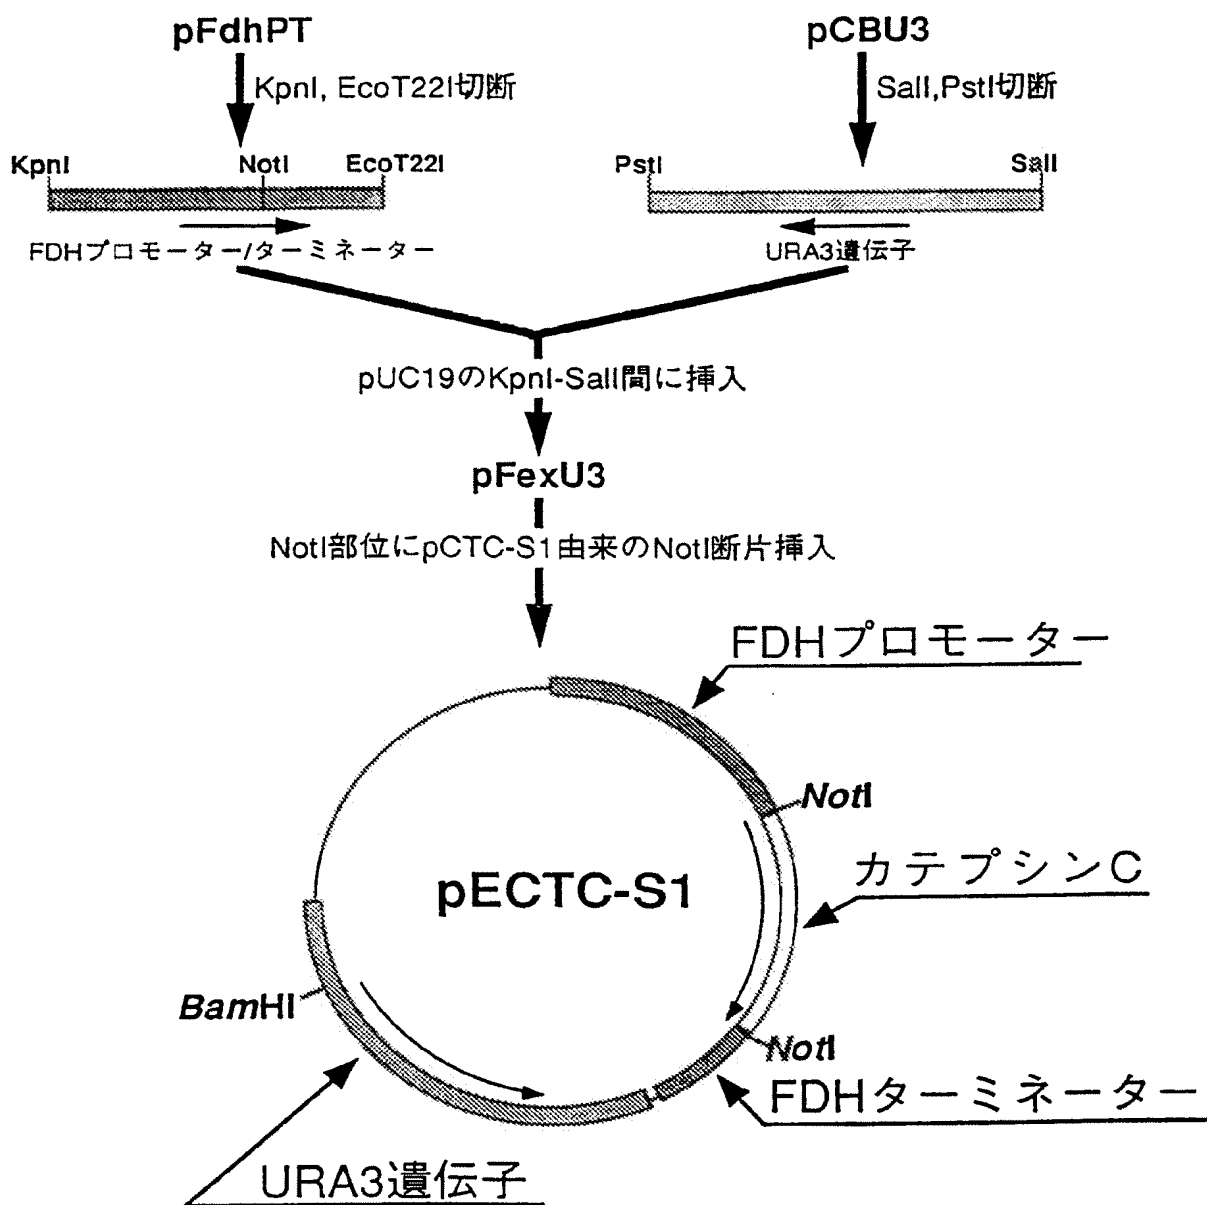 pFdhPT
pCBU3
KpnI, EcoT22I切断
SalI,PstI切断
KpnI
NotI
EcoT22I
PstI
SalI
FDHプロモーター/ターミネーター
URA3遺伝子
pUC19のKpnI-SalI間に挿入
pFexU3
NotI部位にpCTC-S1由来のNotI断片挿入
FDHプロモーター
NotI
カテプシンC
pECTC-S1
BamHI
NotI
FDHターミネーター
URA3遺伝子